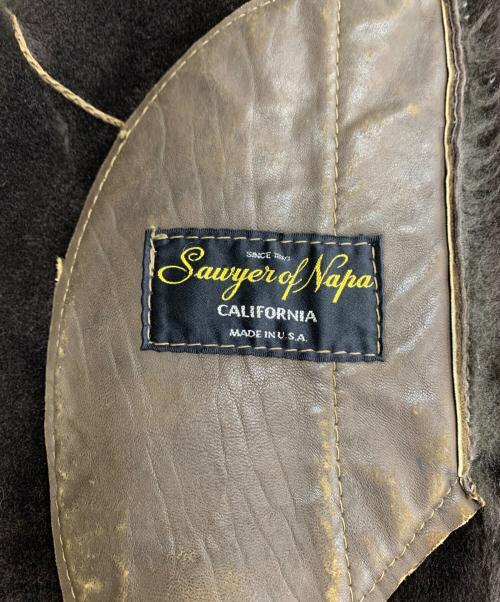 SINCE
Sawyer of Napa
CALIFORNIA
MADE IN U.S.A.